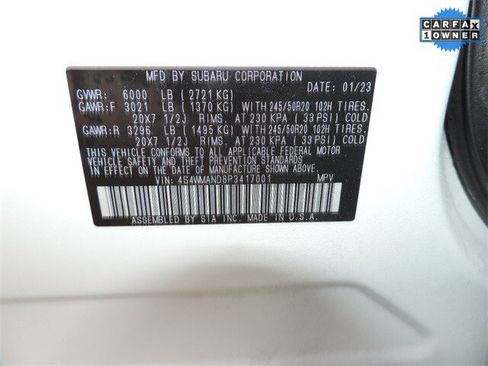 CARFAX
1 OWNER
MFD BY SUBARU CORPORATION
GVWR: 6000 LB (2721 KG) DATE: 01/23
GAWR:F 3021 LB (1370 KG) WITH 245/50R20 102H TIRES.
20X7 1/2J RIMS. AT 230 KPA (33 PSI) COLD
GAWR:R 3296 LB (1495 KG) WITH 245/50R20 102H TIRES.
20X7 1/2J RIMS. AT 230 KPA (33 PSI) COLD
THIS VEHICLE CONFORMS TO ALL APPLICABLE FEDERAL MOTOR
VEHICLE SAFETY AND THEFT PREVENTION STANDARDS
IN EFFECT ON THE DATE OF MANUFACTURE SHOWN ABOVE.
VIN: 4S4WMAND8P3417001 MPV
ASSEMBLED BY SIA INC. MADE IN U.S.A.